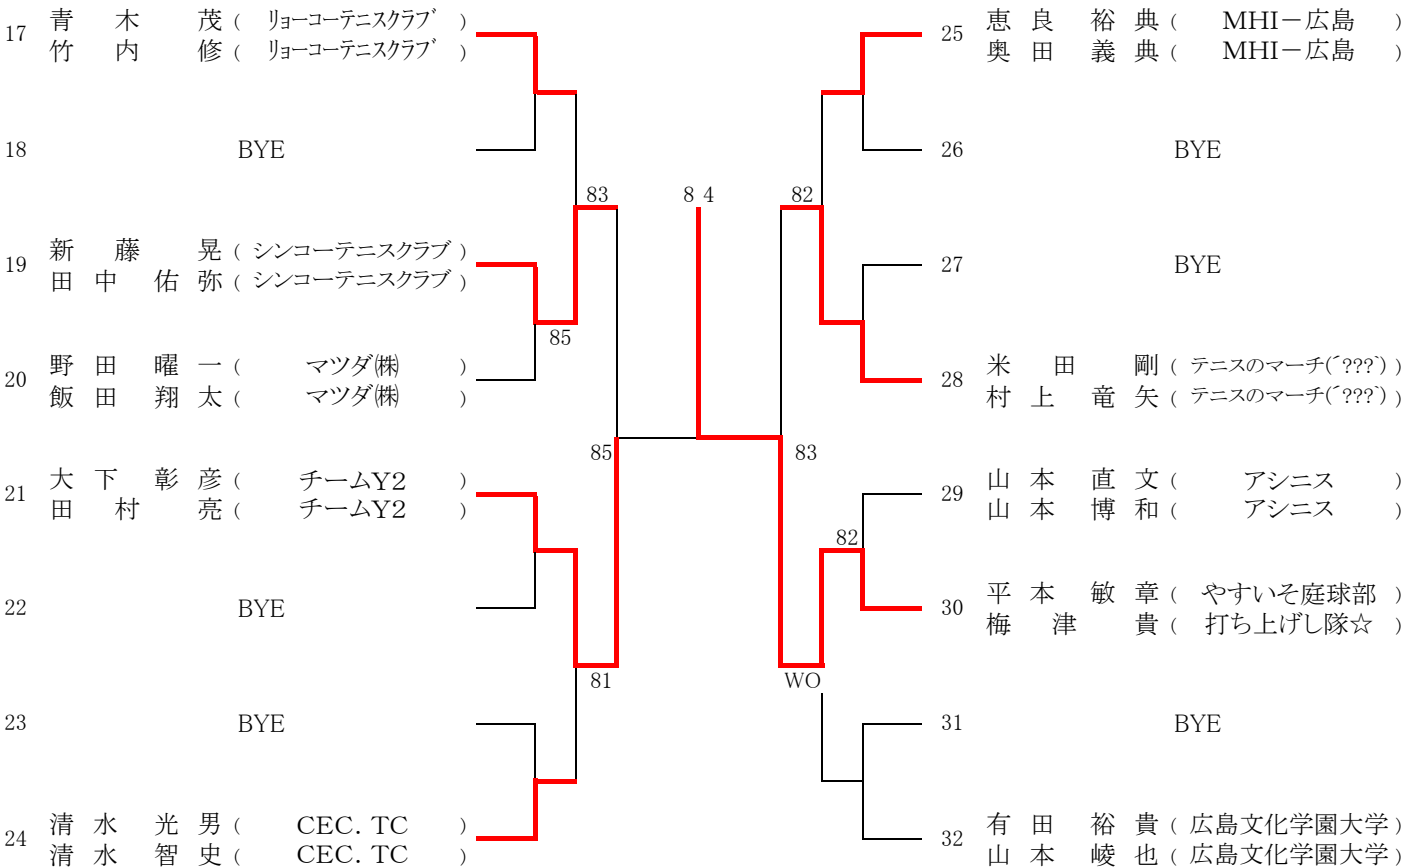 17 青木 茂 ( リョーコーテニスクラブ )
竹内 修 ( リョーコーテニスクラブ )
18 BYE
83
19 新藤 晃 ( シンコーテニスクラブ )
田中 佑弥 ( シンコーテニスクラブ )
85
20 野田 曜一 ( マツダ㈱ )
飯田 翔太 ( マツダ㈱ )
85
21 大下 彰彦 ( チームY2 )
田村 亮 ( チームY2 )
22 BYE
81
23 BYE
24 清水 光男 ( CEC. TC )
清水 智史 ( CEC. TC )
8 4
25 恵良 裕典 ( MHI－広島 )
奥田 義典 ( MHI－広島 )
26 BYE
82
27 BYE
28 米田 剛 ( テニスのマーチ(´???`) )
村上 竜矢 ( テニスのマーチ(´???`) )
83
29 山本 直文 ( アシニス )
山本 博和 ( アシニス )
82
30 平本 敏章 ( やすいそ庭球部 )
梅津 貴 ( 打ち上げし隊☆ )
WO
31 BYE
32 有田 裕貴 ( 広島文化学園大学 )
山本 崚也 ( 広島文化学園大学 )